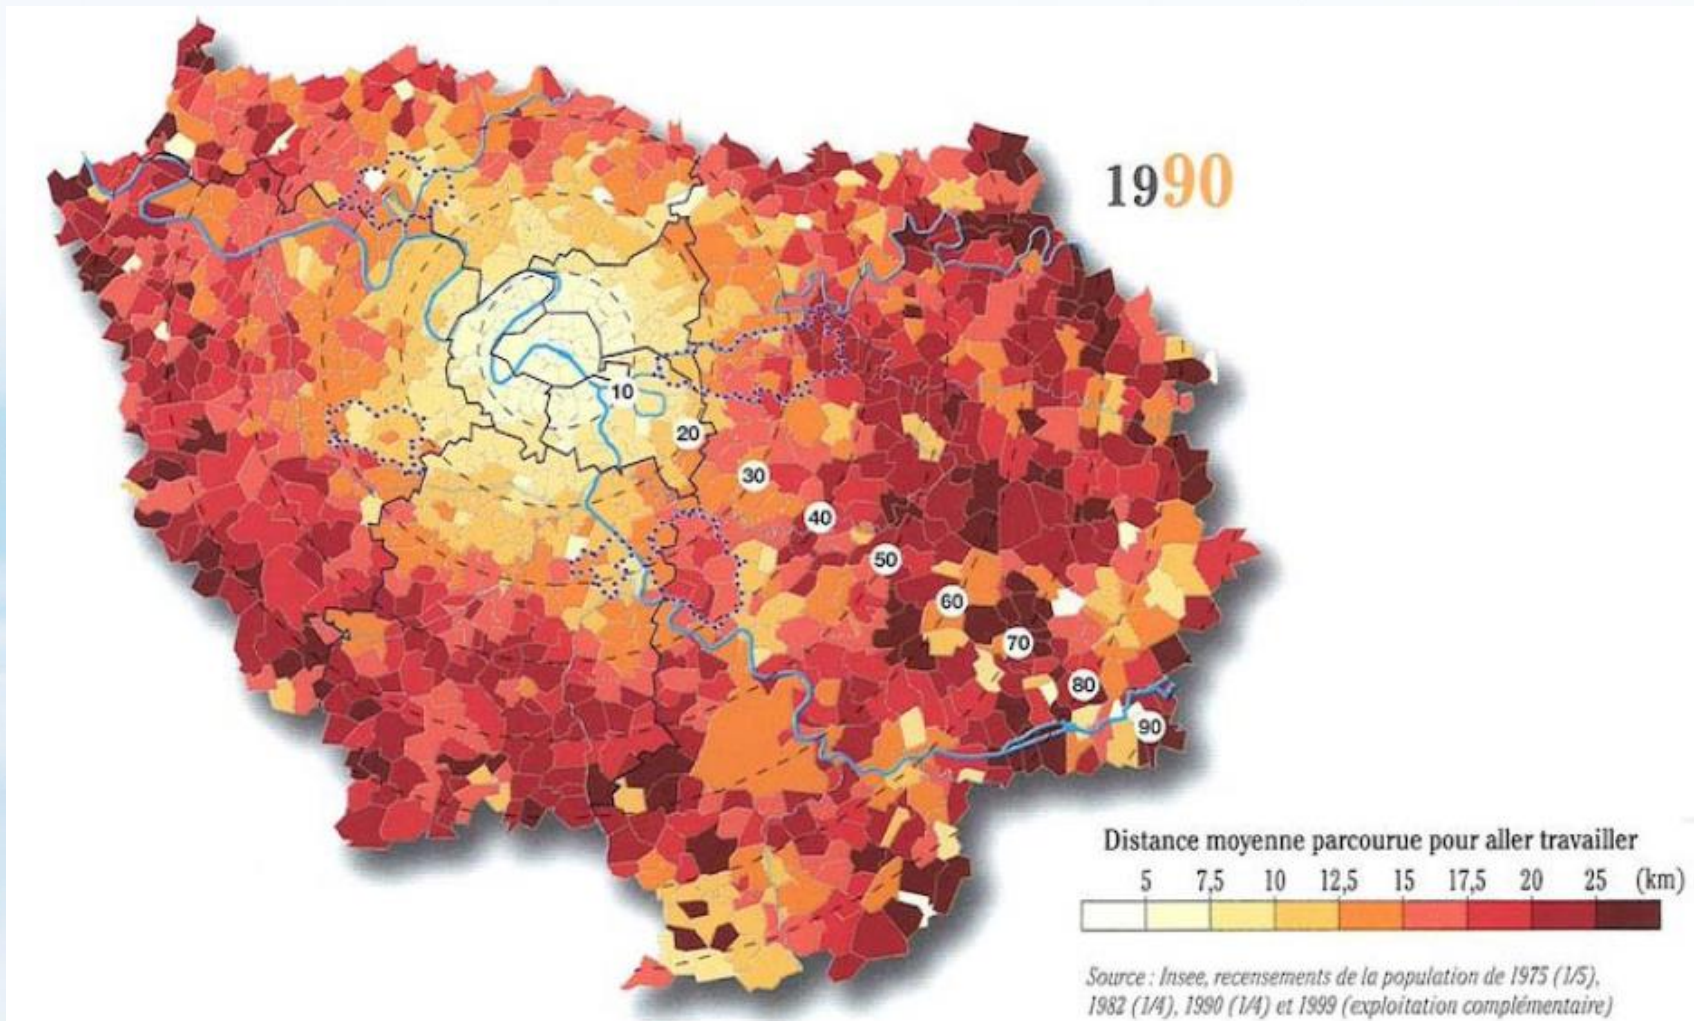 1990
10
20
30
40
50
60
70
80
90
Distance moyenne parcourue pour aller travailler
5 7,5 10 12,5 15 17,5 20 25 (km)
Source : Insee, recensements de la population de 1975 (1/5),
1982 (1/4), 1990 (1/4) et 1999 (exploitation complémentaire)